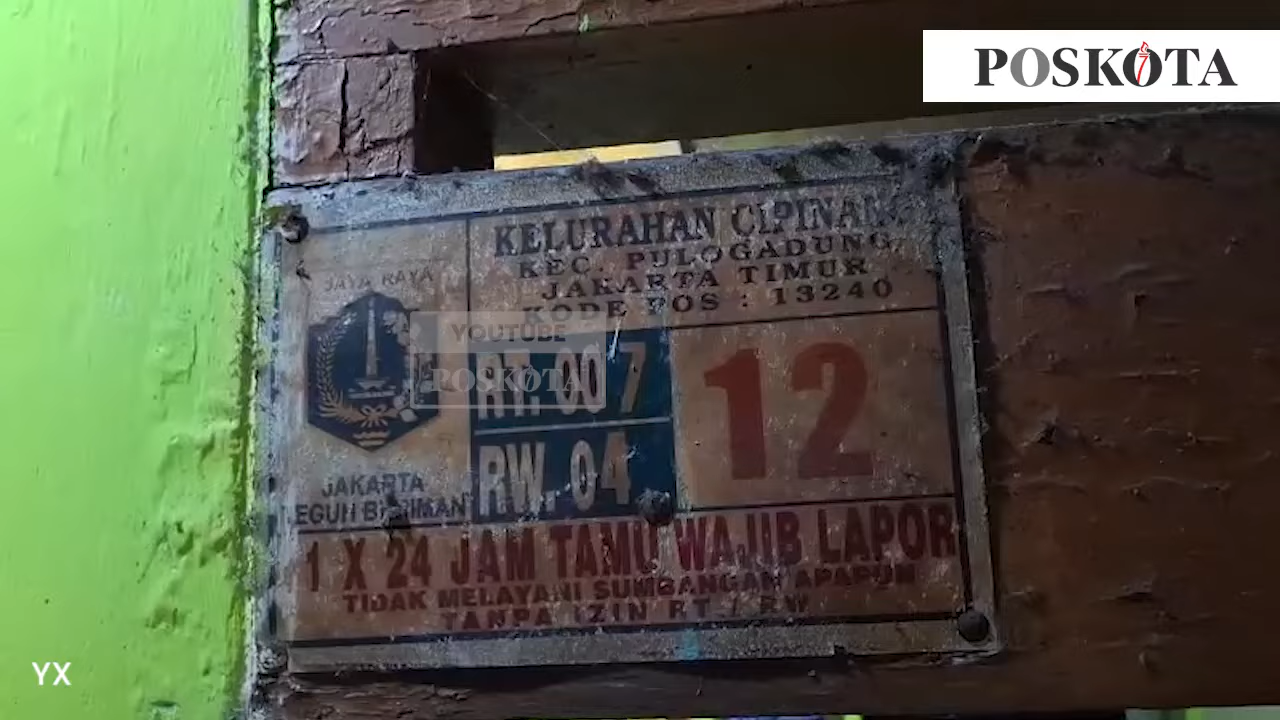 POSKOTA
KELURAHAN CIPINANG
KEC. PULOGADUNG
JAKARTA TIMUR
KODE POS : 13240
JAYA RAYA
YOUTUBE
POSKOTA
RT. 007
RW. 04
12
JAKARTA
TEGUH BERIMAN
1 X 24 JAM TAMU WAJIB LAPOR
TIDAK MELAYANI SUMBANGAN APAPUN
TANPA IZIN RT / RW
YX